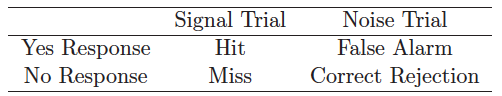 Signal Trial Noise Trial
Yes Response Hit False Alarm
No Response Miss Correct Rejection